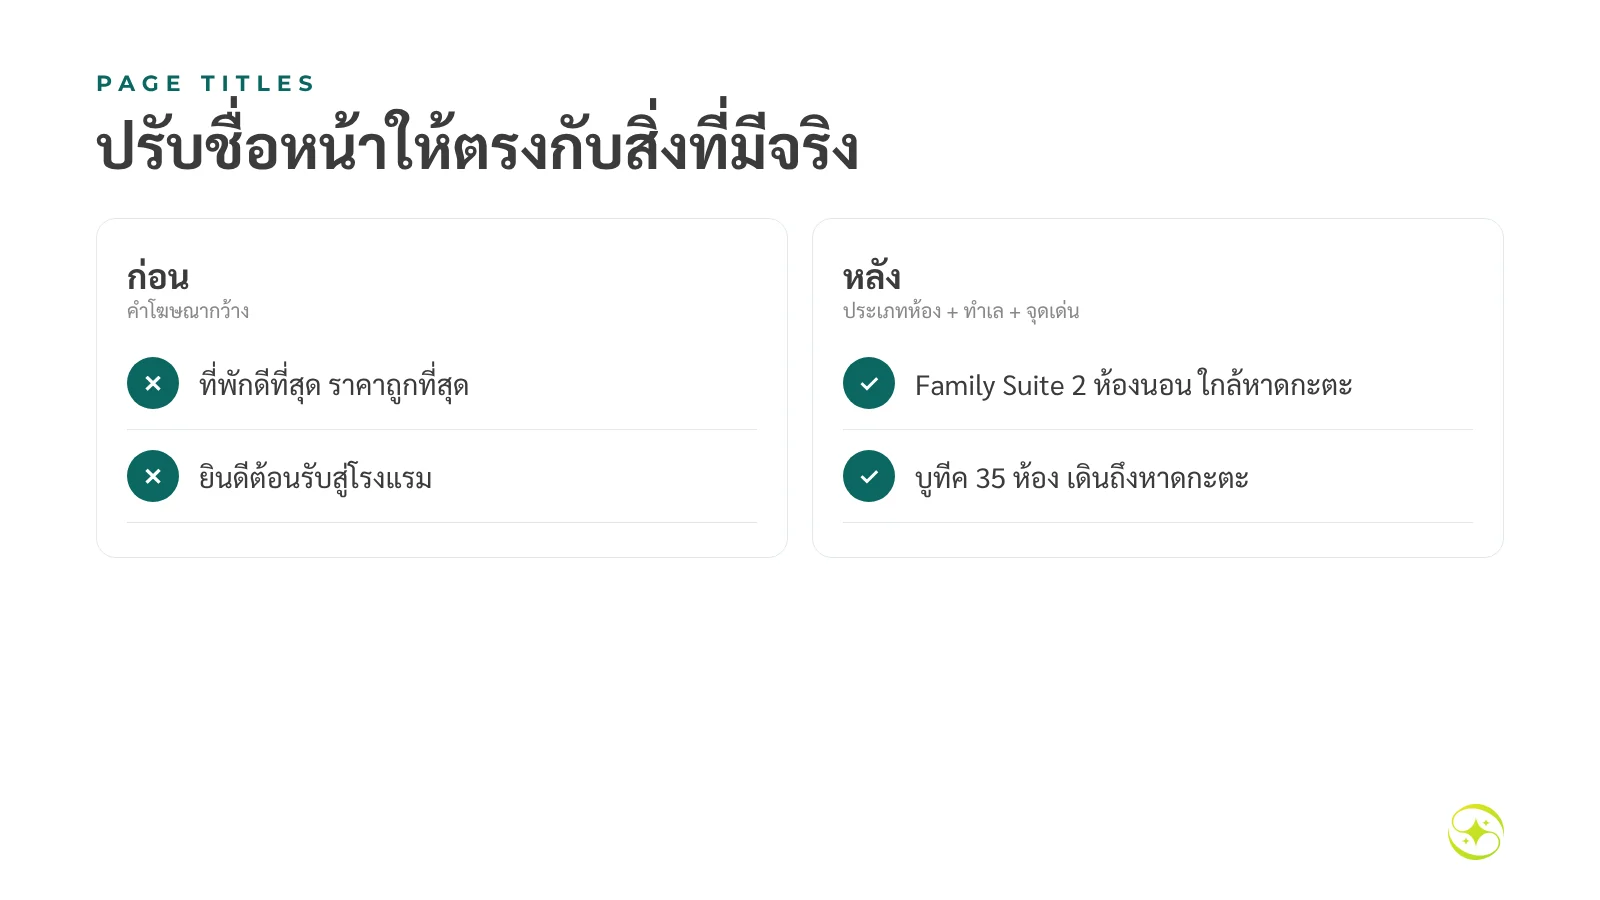 PAGE TITLES
ปรับชื่อหน้าให้ตรงกับสิ่งที่มีจริง
ก่อน
คำโฆษณากว้าง
ที่พักดีที่สุด ราคาถูกที่สุด
ยินดีต้อนรับสู่โรงแรม
หลัง
ประเภทห้อง + ทำเล + จุดเด่น
Family Suite 2 ห้องนอน ใกล้หาดกะตะ
บูทีค 35 ห้อง เดินถึงหาดกะตะ